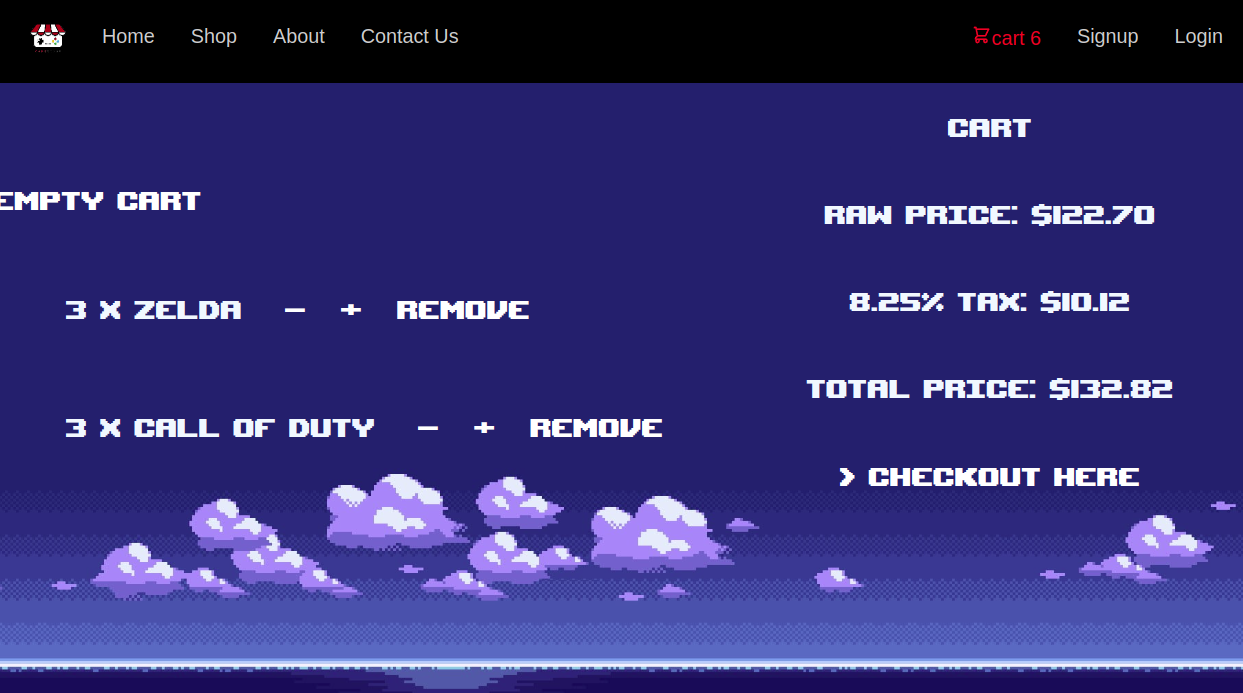 Home Shop About Contact Us cart 6 Signup Login
EMPTY CART
3 X ZELDA - + REMOVE
3 X CALL OF DUTY - + REMOVE
CART
RAW PRICE: $122.70
8.25% TAX: $10.12
TOTAL PRICE: $132.82
> CHECKOUT HERE